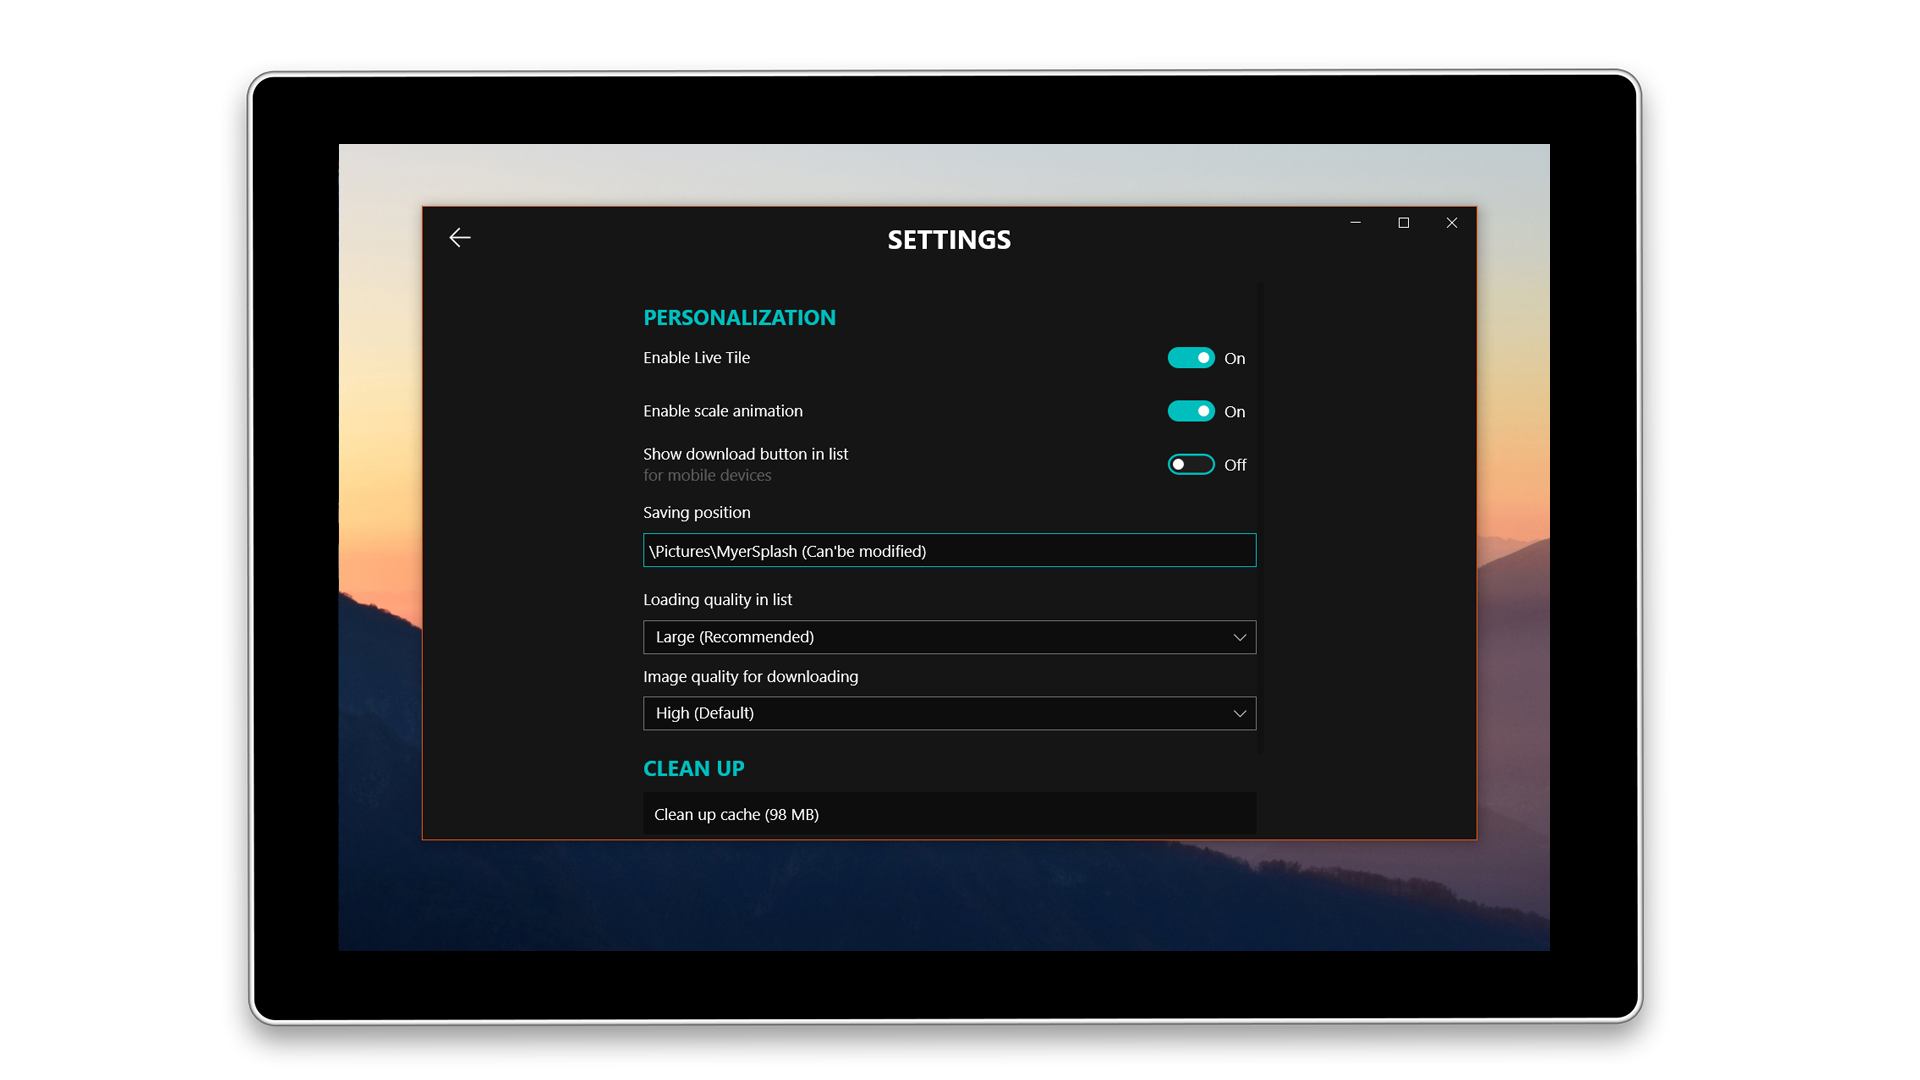 SETTINGS
PERSONALIZATION
Enable Live Tile
On
Enable scale animation
On
Show download button in list
for mobile devices
Off
Saving position
\Pictures\MyerSplash (Can'be modified)
Loading quality in list
Large (Recommended)
Image quality for downloading
High (Default)
CLEAN UP
Clean up cache (98 MB)